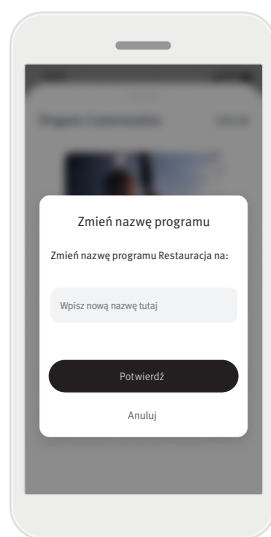 Zmień nazwę programu
Zmień nazwę programu Restauracja na:
Wpisz nową nazwę tutaj
Potwierdź
Anuluj